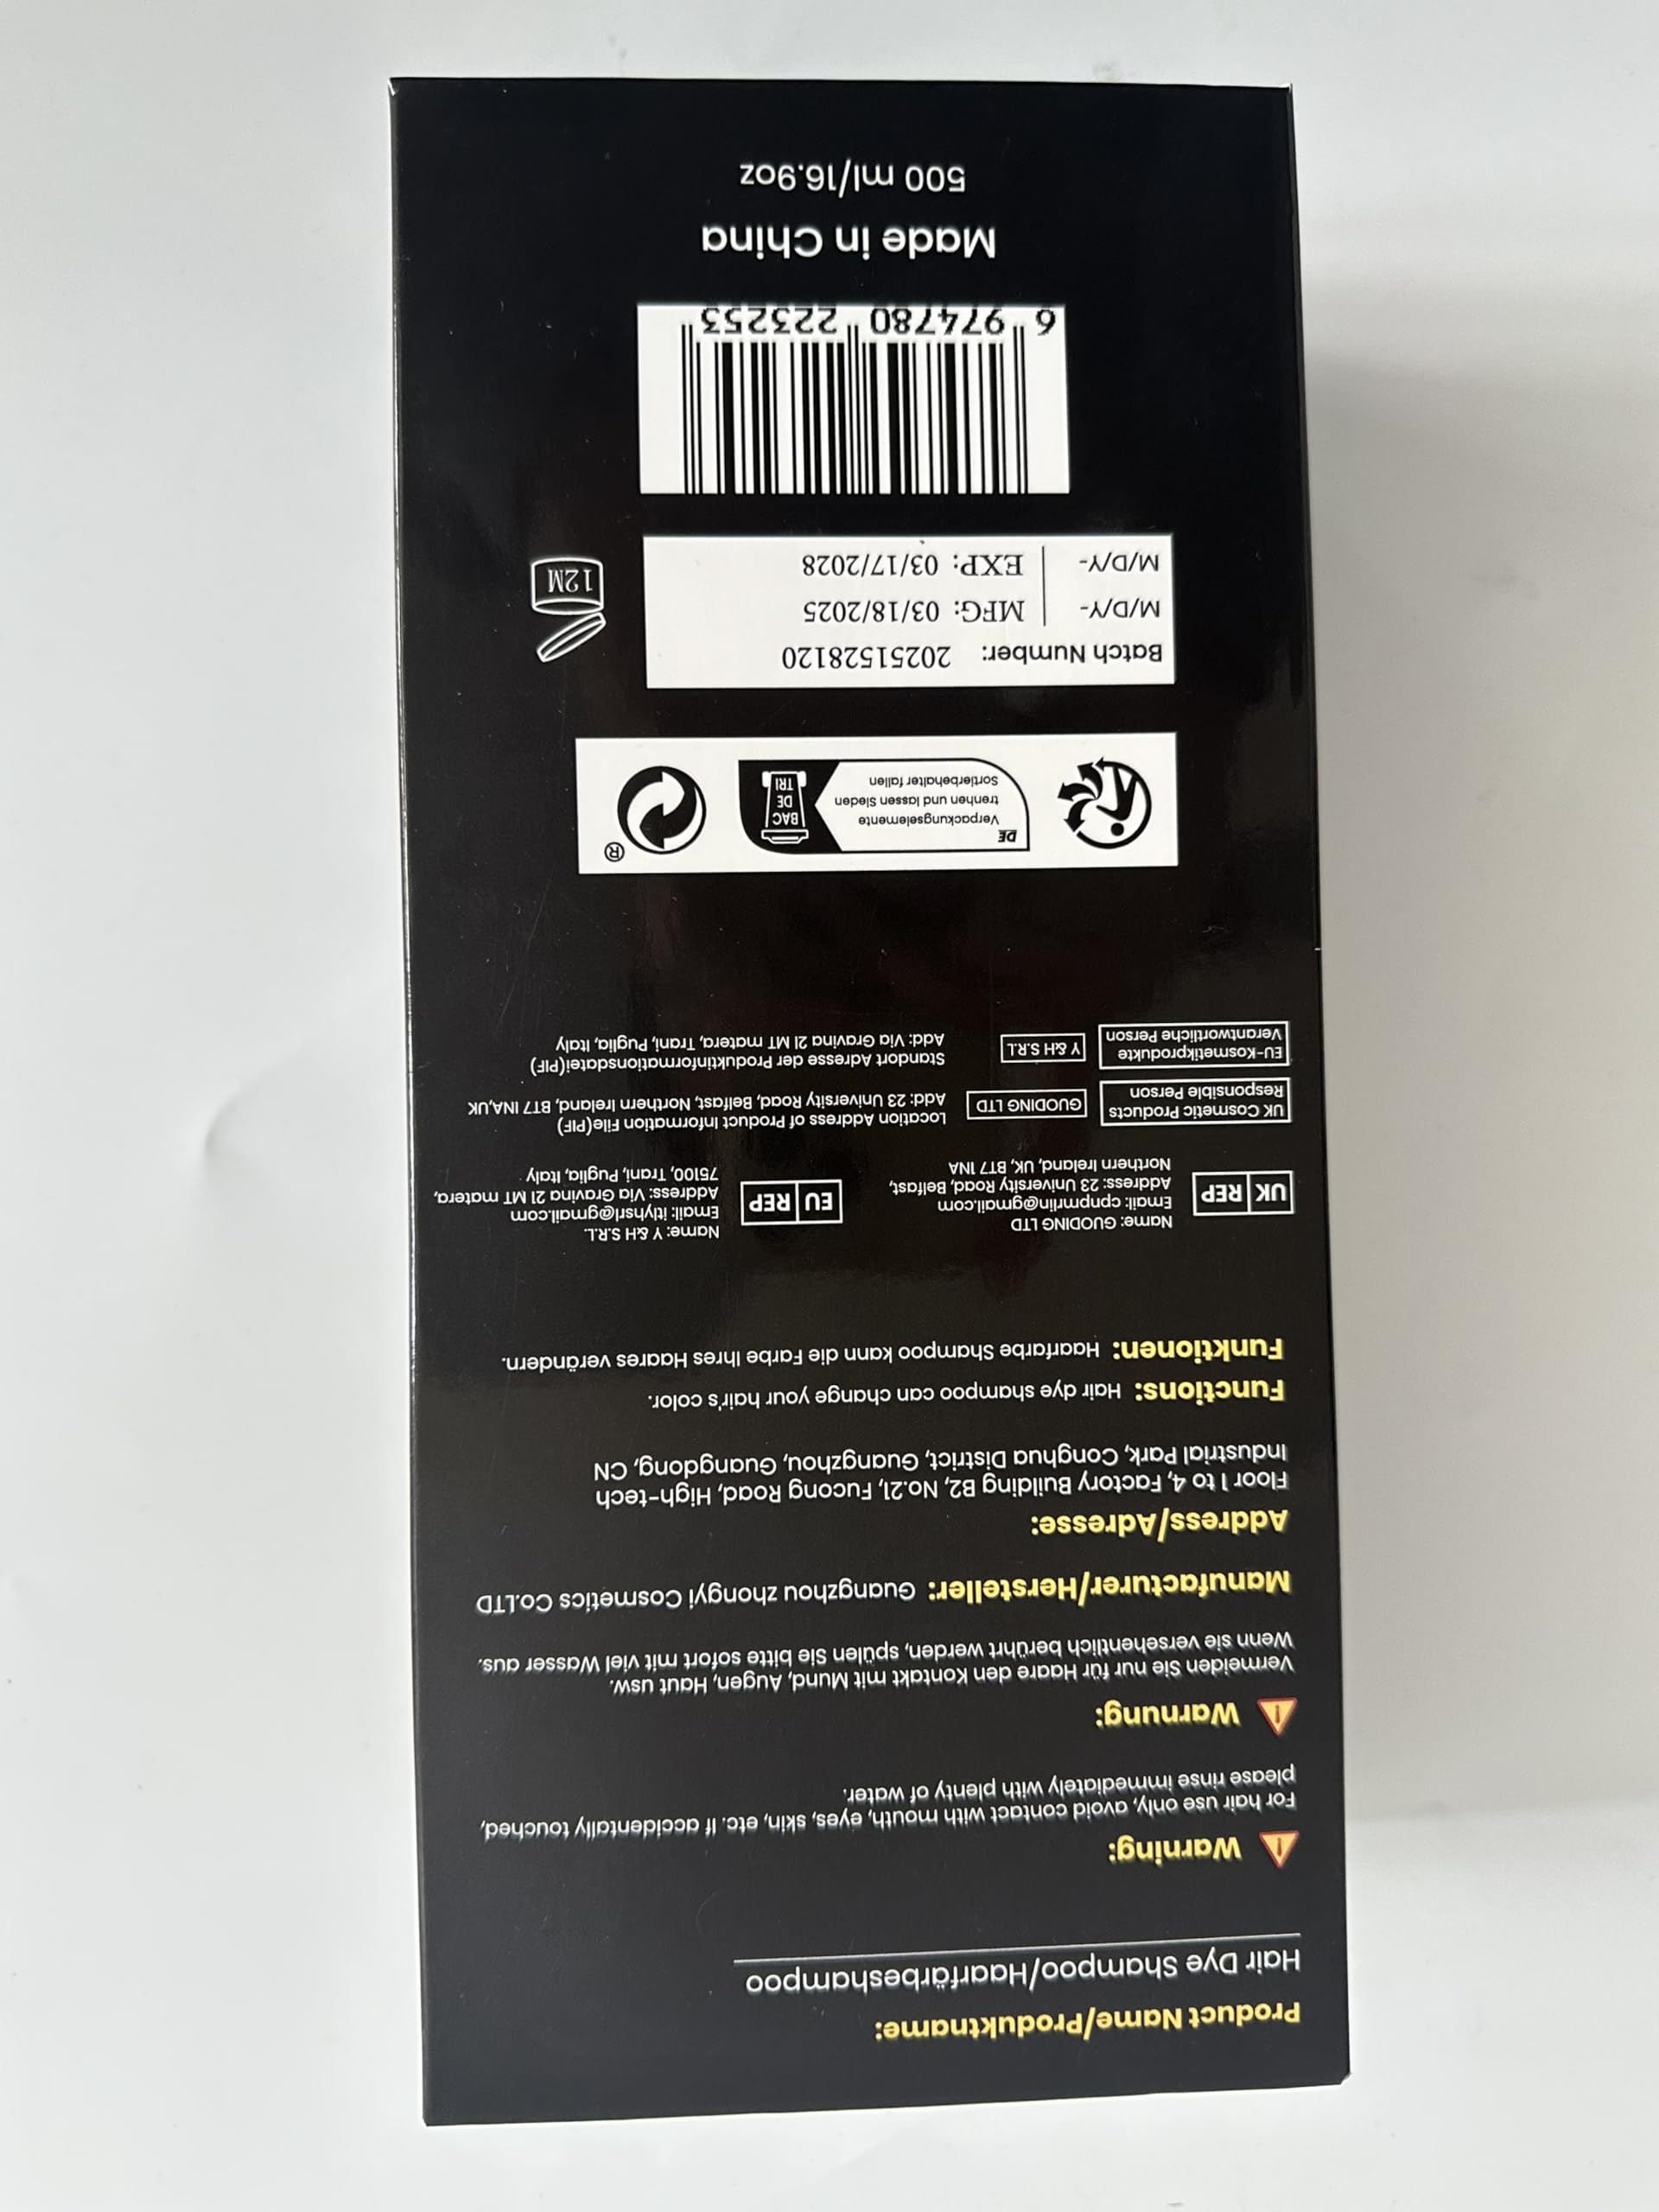 Product Name/Produktname:
Hair Dye Shampoo/Haarfärbeshampoo
Warning:
For hair use only, avoid contact with mouth, eyes, skin, etc. If accidentally touched,
please rinse immediately with plenty of water.
Warnung:
Vermeiden Sie nur für Haare den Kontakt mit Mund, Augen, Haut usw.
Wenn sie versehentlich berührt werden, spülen Sie bitte sofort mit viel Wasser aus.
Manufacturer/Hersteller: Guangzhou zhongyi Cosmetics Co.LTD
Address/Adresse:
Floor 1 to 4, Factory Building B2, No.21, Fucong Road, High-tech
Industrial Park, Conghua District, Guangzhou, Guangdong, CN
Functions: Hair dye shampoo can change your hair's color.
Funktionen: Haarfarbe Shampoo kann die Farbe Ihres Haares verändern.
UK REP
Name: GUODING LTD
Email: cppmrlin@gmail.com
Address: 23 University Road, Belfast,
Northern Ireland, UK, BT7 1NA
EU REP
Name: Y &H S.R.L.
Email: itlyhsrl@gmail.com
Address: Via Gravina 21 MT matera,
75100, Trani, Puglia, Italy
UK Cosmetic Products
Responsible Person
GUODING LTD
Location Address of Product Information File(PIF)
Add: 23 University Road, Belfast, Northern Ireland, BT7 1NA,UK
EU-Kosmetikprodukte
Verantwortliche Person
Y &H S.R.L
Standort Adresse der Produktinformationsdatei(PIF)
Add: Via Gravina 21 MT matera, Trani, Puglia, Italy
DE
Verpackungselemente
trenhen und lassen Sieden
Sortierbehalter fallen
BAC
DE
TRI
®
Batch Number: 20251528120
M/D/Y- MFG: 03/18/2025
M/D/Y- EXP: 03/17/2028
12M
6 974780 223253
Made in China
500 ml/16.9oz